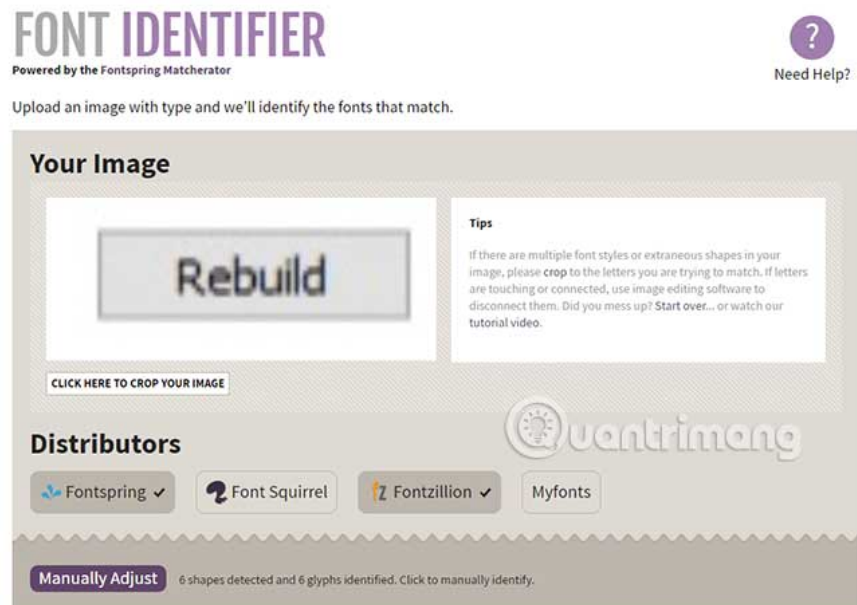 FONT IDENTIFIER
Powered by the Fontspring Matcherator
?
Need Help?
Upload an image with type and we'll identify the fonts that match.
Your Image
Rebuild
Tips
If there are multiple font styles or extraneous shapes in your
image, please crop to the letters you are trying to match. If letters
are touching or connected, use image editing software to
disconnect them. Did you mess up? Start over... or watch our
tutorial video.
CLICK HERE TO CROP YOUR IMAGE
Quantrimang
Distributors
Fontspring ✔
Font Squirrel
Fontzillion ✔
Myfonts
Manually Adjust
6 shapes detected and 6 glyphs identified. Click to manually identify.